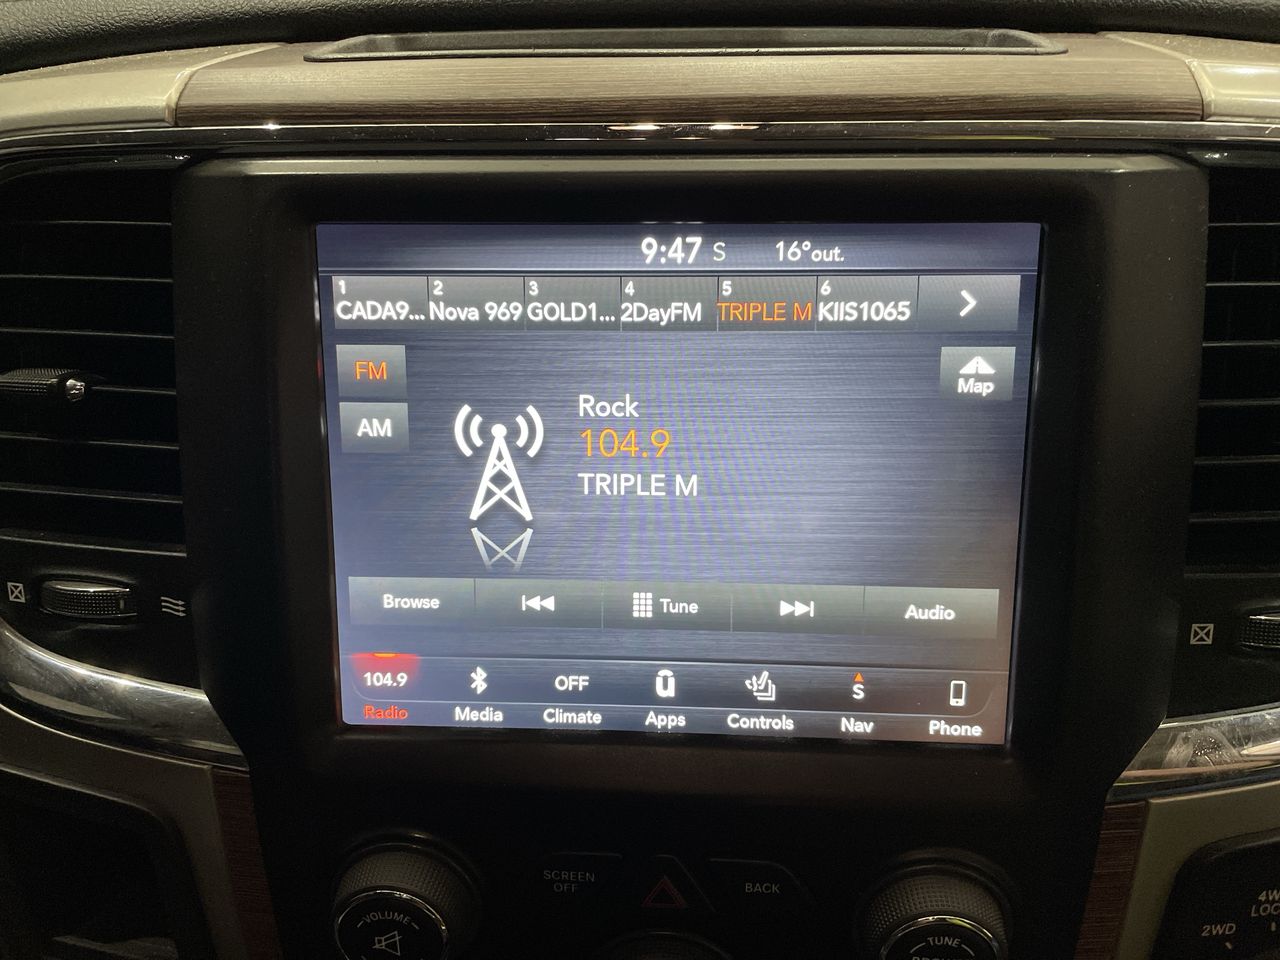 9:47 S 16° out.
1 2 3 4 5 6
CADA9... Nova 969 GOLD1... 2DayFM TRIPLE M KIIS1065
FM
Map
AM
Rock
104.9
TRIPLE M
Browse Tune Audio
104.9 OFF S
Radio Media Climate Apps Controls Nav Phone
SCREEN
OFF
BACK
VOLUME
TUNE
2WD